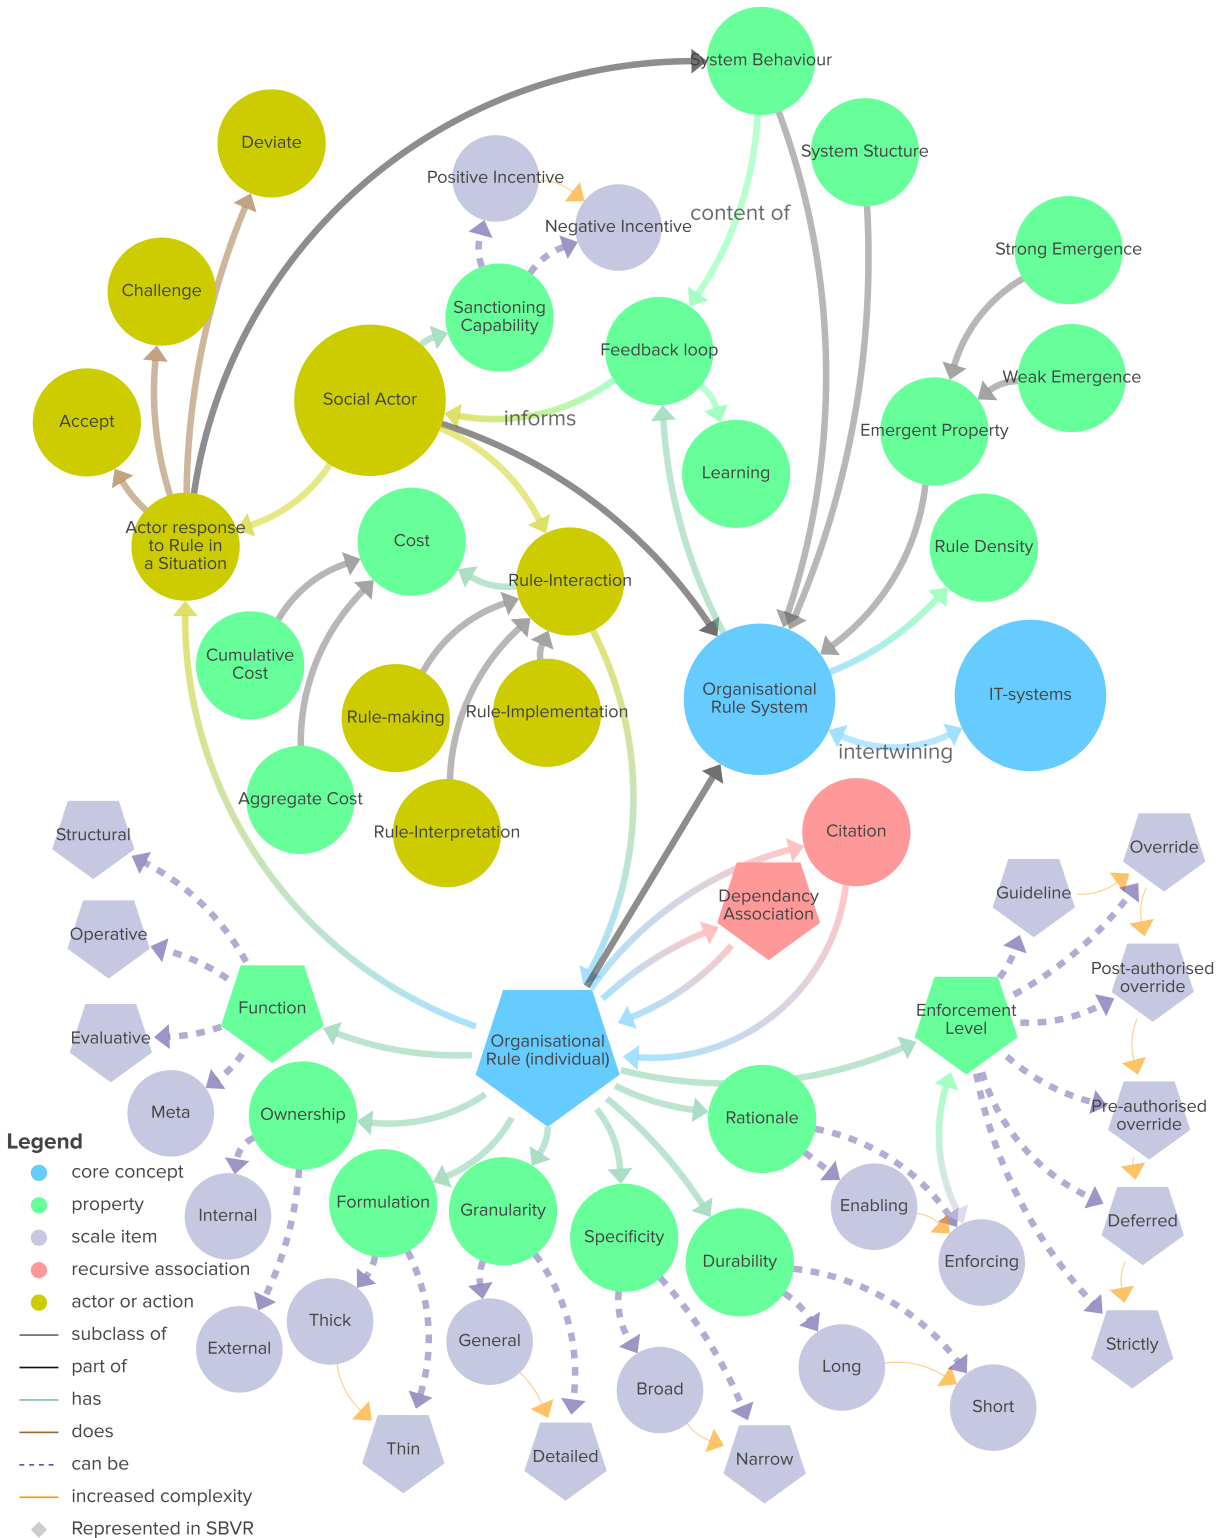 System Behaviour
Deviate
System Stucture
Positive Incentive
content of
Negative Incentive
Strong Emergence
Challenge
Sanctioning
Capability
Feedback loop
Weak Emergence
Social Actor
informs
Accept
Emergent Property
Learning
Actor response
to Rule in
a Situation
Cost
Rule Density
Rule-Interaction
Cumulative
Cost
Organisational
Rule System
IT-systems
Rule-making
Rule-Implementation
intertwining
Aggregate Cost
Rule-Interpretation
Citation
Structural
Override
Guideline
Dependancy
Association
Operative
Post-authorised
override
Function
Enforcement
Level
Evaluative
Organisational
Rule (individual)
Meta
Ownership
Rationale
Pre-authorised
override
Formulation
Granularity
Enabling
Internal
Specificity
Deferred
Durability
Enforcing
Thick
General
External
Strictly
Long
Broad
Short
Thin
Detailed
Narrow
Legend
core concept
property
scale item
recursive association
actor or action
subclass of
part of
has
does
can be
increased complexity
Represented in SBVR